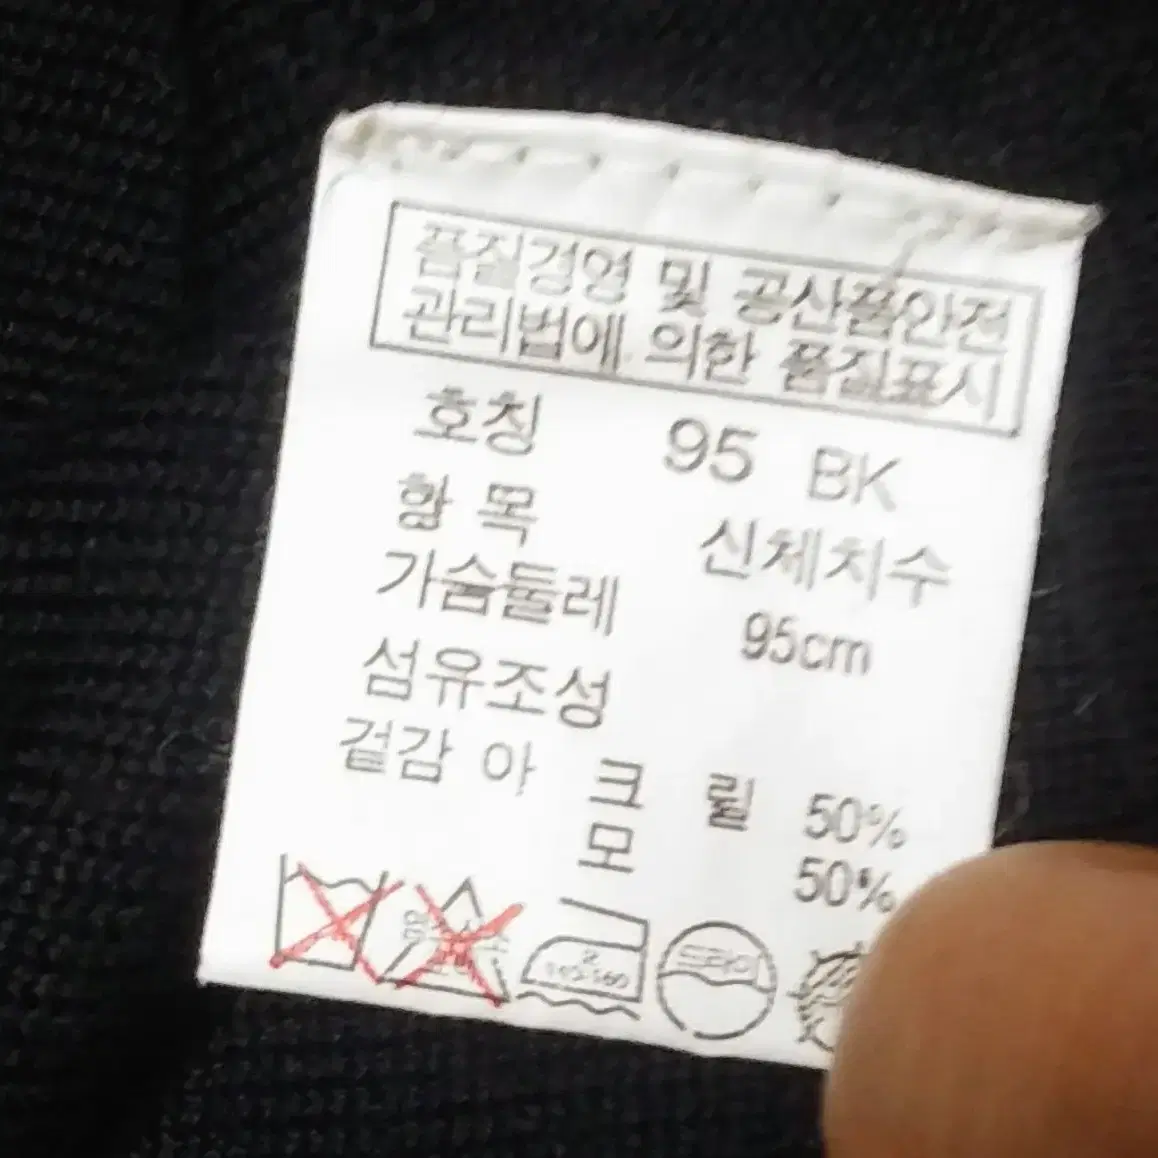 품질경영 및 공산품안전
관리법에 의한 품질표시
호칭 95 BK
항 목 신체치수
가슴둘레 95cm
섬유조성
겉감 아 크 릴 50%
모 50%
드라이